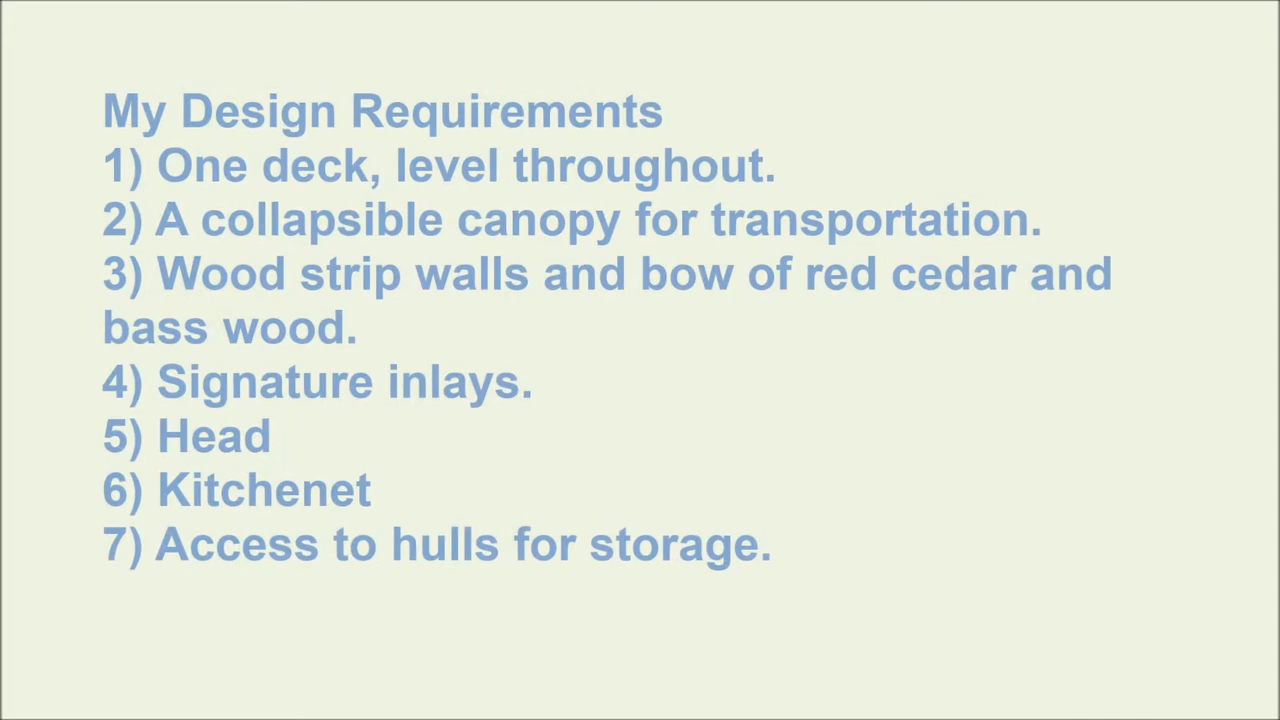 My Design Requirements
1) One deck, level throughout.
2) A collapsible canopy for transportation.
3) Wood strip walls and bow of red cedar and
bass wood.
4) Signature inlays.
5) Head
6) Kitchenet
7) Access to hulls for storage.